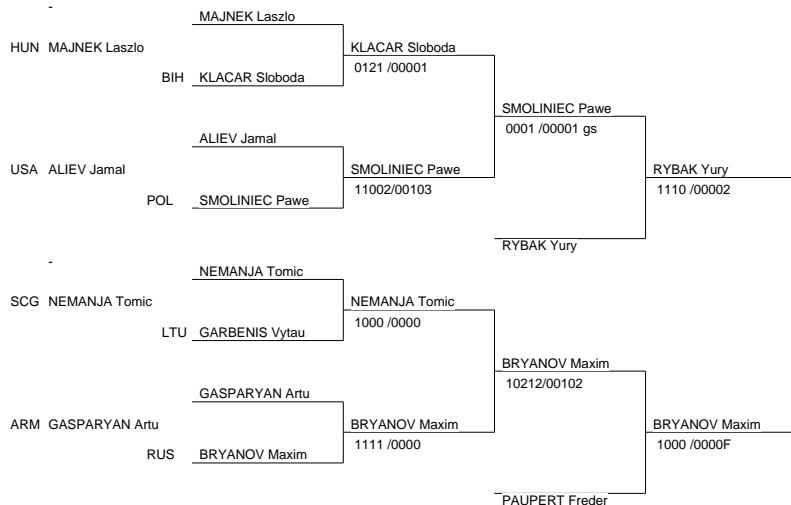 -
MAJNEK Laszlo
HUN MAJNEK Laszlo
KLACAR Sloboda
0121 /00001
BIH KLACAR Sloboda
SMOLINIEC Pawe
0001 /00001 gs
ALIEV Jamal
USA ALIEV Jamal
SMOLINIEC Pawe
11002/00103
RYBAK Yury
1110 /00002
POL SMOLINIEC Pawe
RYBAK Yury
-
NEMANJA Tomic
SCG NEMANJA Tomic
NEMANJA Tomic
1000 /0000
LTU GARBENIS Vytau
BRYANOV Maxim
10212/00102
GASPARYAN Artu
ARM GASPARYAN Artu
BRYANOV Maxim
1111 /0000
BRYANOV Maxim
1000 /0000F
RUS BRYANOV Maxim
PAUPERT Freder